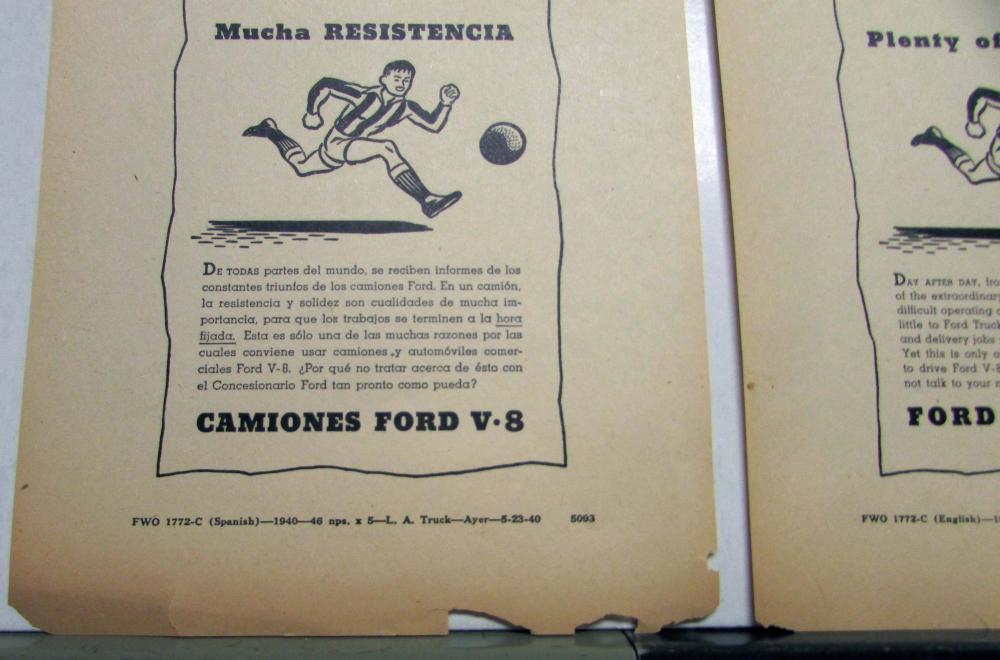 Mucha RESISTENCIA
DE TODAS partes del mundo, se reciben informes de los
constantes triunfos de los camiones Ford. En un camión,
la resistencia y solidez son cualidades de mucha im-
portancia, para que los trabajos se terminen a la hora
fijada. Esta es sólo una de las muchas razones por las
cuales conviene usar camiones y automóviles comer-
ciales Ford V-8. ¿Por qué no tratar acerca de ésto con
el Concesionario Ford tan pronto como pueda?
CAMIONES FORD V·8
FWO 1772-C (Spanish)—1940—46 nps. x 5—L. A. Truck—Ayer—5-23-40 5093
Plenty of
DAY AFTER DAY,
of the extraordinar
difficult operating
little to Ford Truck
and delivery jobs
Yet this is only
to drive Ford V-8
not talk to your
FORD
FWO 1772-C (English)